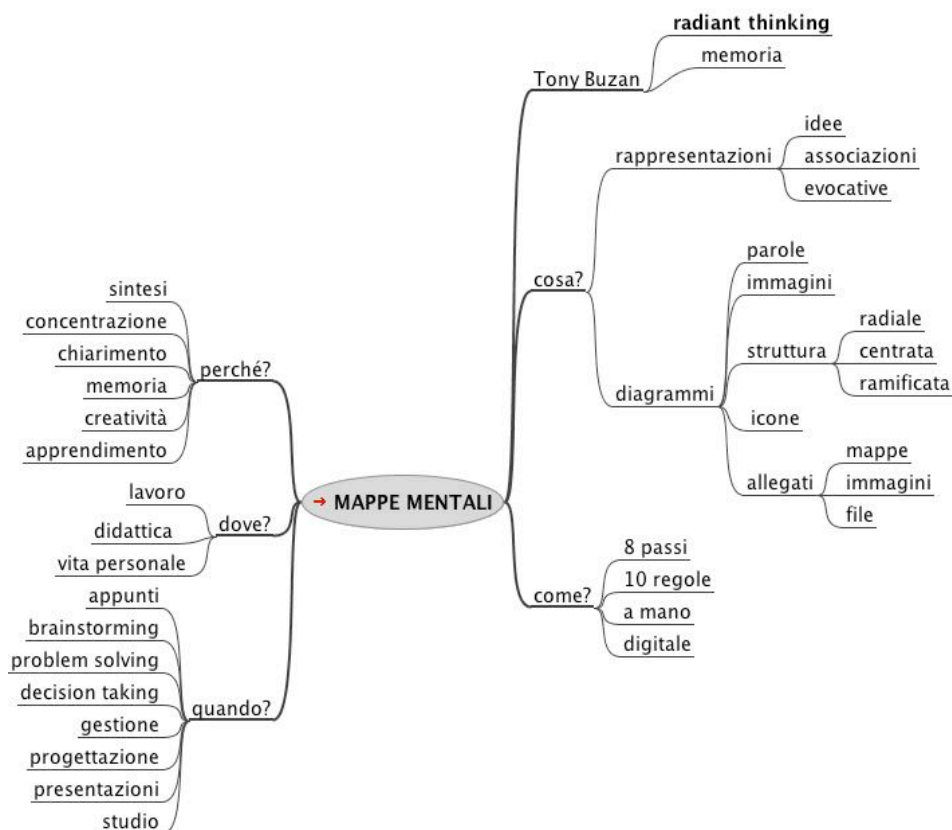 radiant thinking
memoria
Tony Buzan
idee
rappresentazioni
associazioni
evocative
cosa?
parole
immagini
radiale
struttura
centrata
ramificata
diagrammi
icone
mappe
allegati
immagini
file
8 passi
10 regole
come?
a mano
digitale
→ MAPPE MENTALI
sintesi
concentrazione
chiarimento
perché?
memoria
creatività
apprendimento
lavoro
didattica
dove?
vita personale
appunti
brainstorming
problem solving
decision taking
quando?
gestione
progettazione
presentazioni
studio